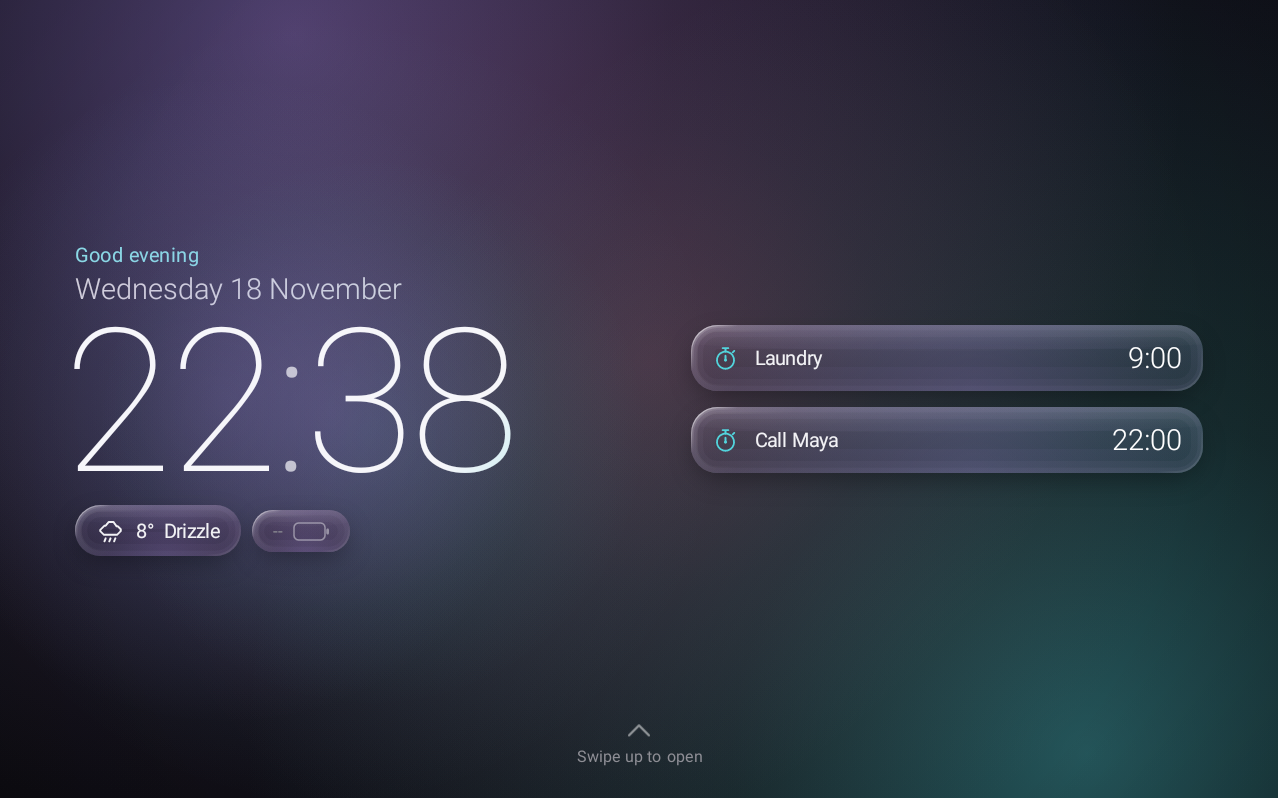 Good evening
Wednesday 18 November
22:38
8° Drizzle
--
Laundry 9:00
Call Maya 22:00
Swipe up to open